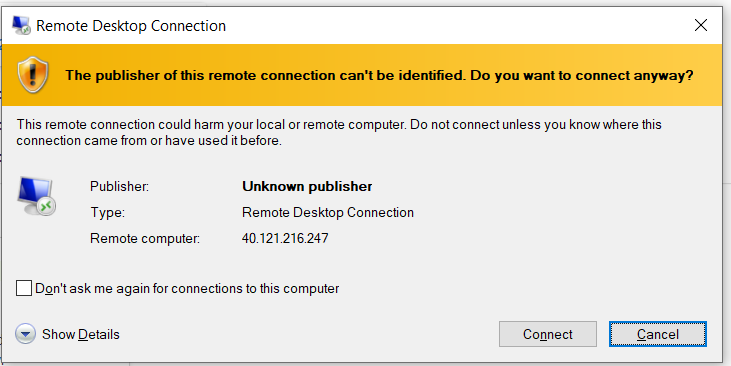 Remote Desktop Connection
The publisher of this remote connection can't be identified. Do you want to connect anyway?
This remote connection could harm your local or remote computer. Do not connect unless you know where this
connection came from or have used it before.
Publisher: Unknown publisher
Type: Remote Desktop Connection
Remote computer: 40.121.216.247
Don't ask me again for connections to this computer
Show Details Connect Cancel